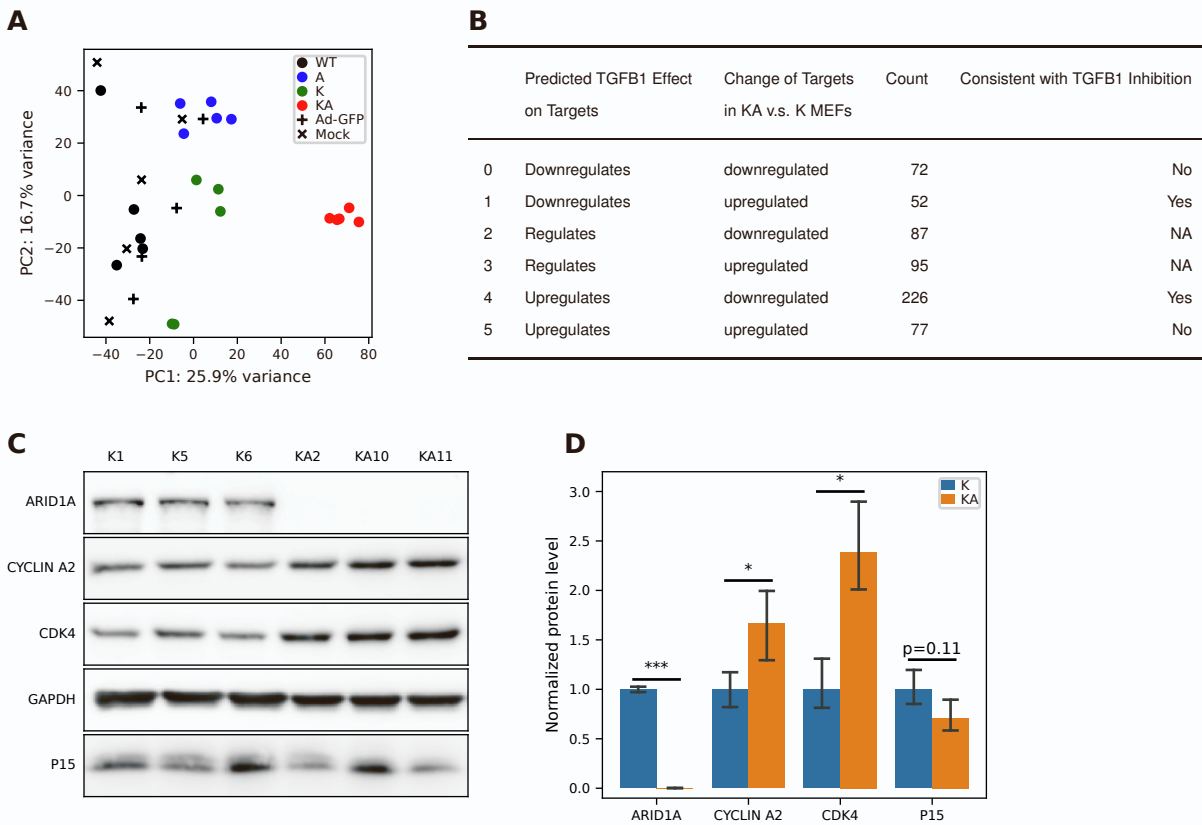 A
WT
A
K
KA
Ad-GFP
Mock
40
20
0
−20
−40
PC2: 16.7% variance
−40 −20 0 20 40 60 80
PC1: 25.9% variance
B
Predicted TGFB1 Effect on Targets Change of Targets in KA v.s. K MEFs Count Consistent with TGFB1 Inhibition
0 Downregulates downregulated 72 No
1 Downregulates upregulated 52 Yes
2 Regulates downregulated 87 NA
3 Regulates upregulated 95 NA
4 Upregulates downregulated 226 Yes
5 Upregulates upregulated 77 No
C
K1 K5 K6 KA2 KA10 KA11
ARID1A
CYCLIN A2
CDK4
GAPDH
P15
D
K
KA
3.0
2.5
2.0
1.5
1.0
0.5
0.0
Normalized protein level
***
*
*
p=0.11
ARID1A CYCLIN A2 CDK4 P15